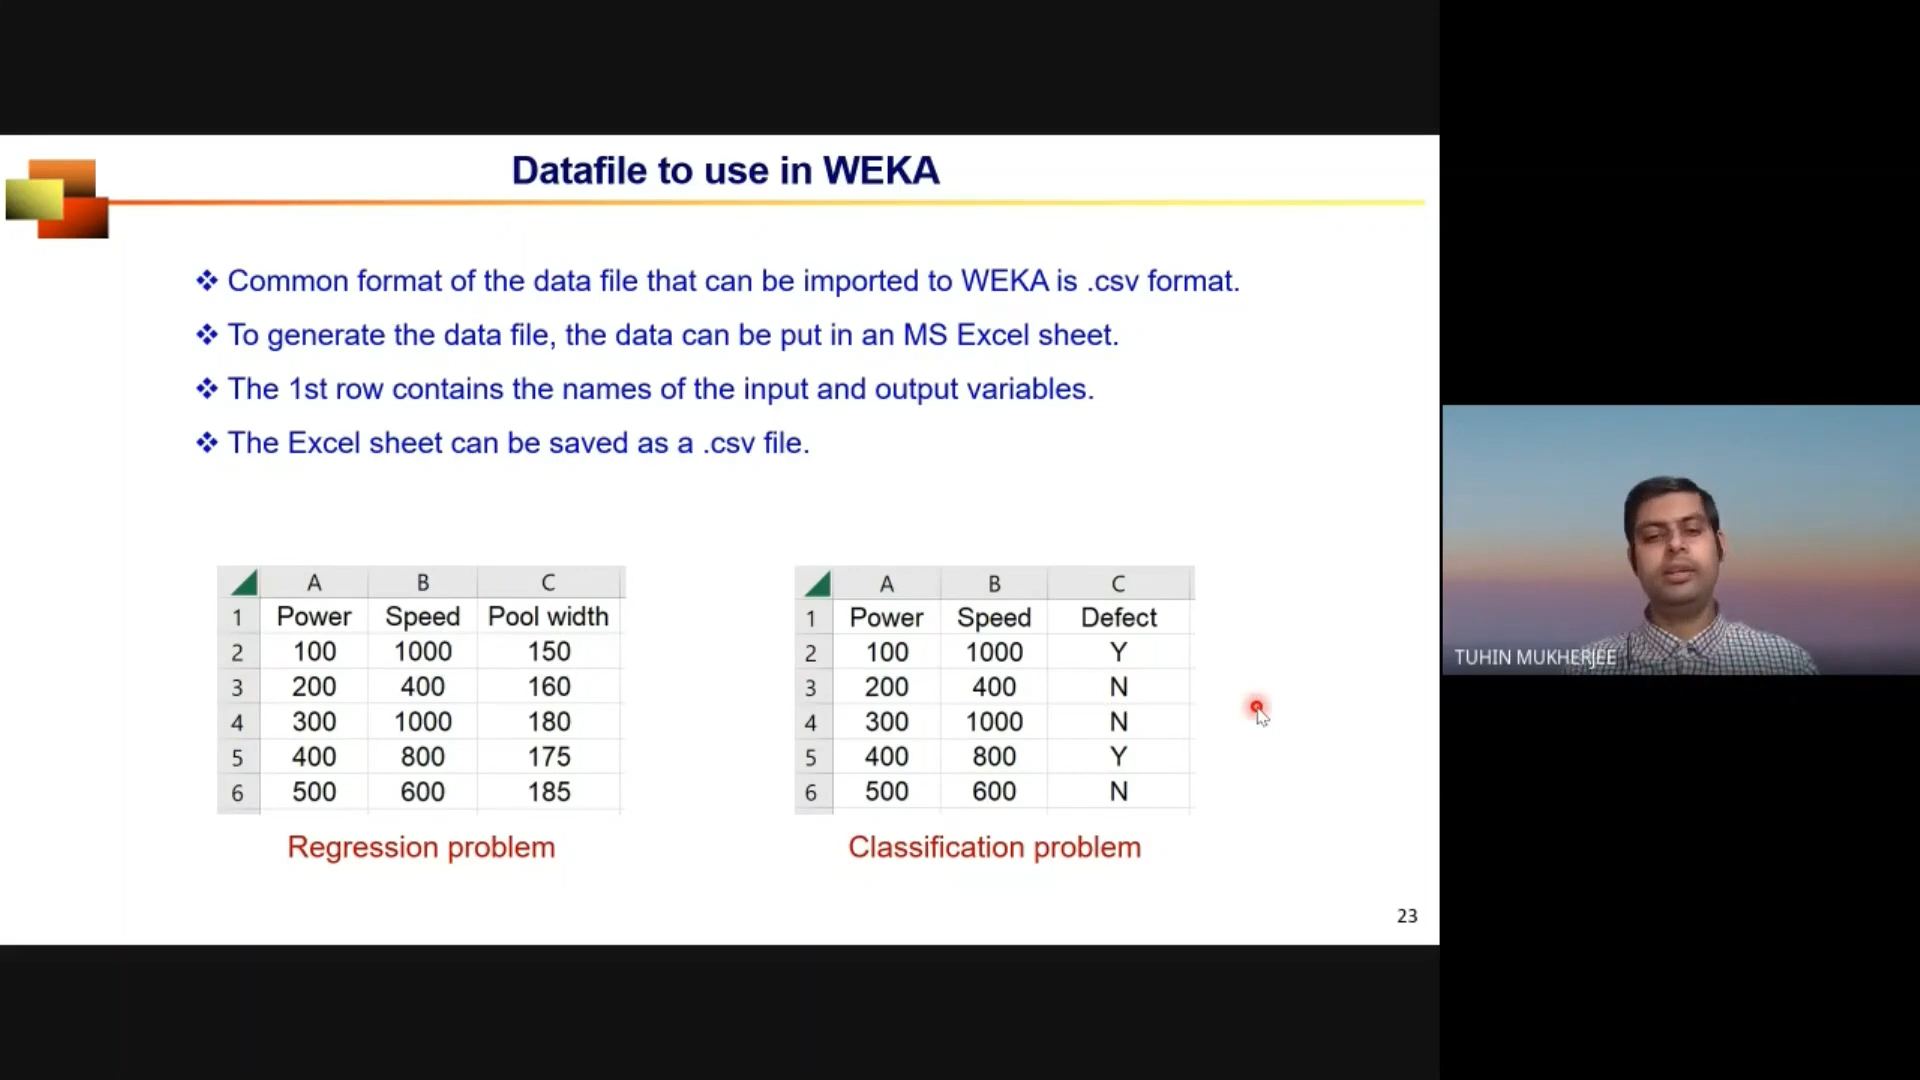 Datafile to use in WEKA
❖ Common format of the data file that can be imported to WEKA is .csv format.
❖ To generate the data file, the data can be put in an MS Excel sheet.
❖ The 1st row contains the names of the input and output variables.
❖ The Excel sheet can be saved as a .csv file.
A B C
1 Power Speed Pool width
2 100 1000 150
3 200 400 160
4 300 1000 180
5 400 800 175
6 500 600 185
Regression problem
A B C
1 Power Speed Defect
2 100 1000 Y
3 200 400 N
4 300 1000 N
5 400 800 Y
6 500 600 N
Classification problem
23
TUHIN MUKHERJEE